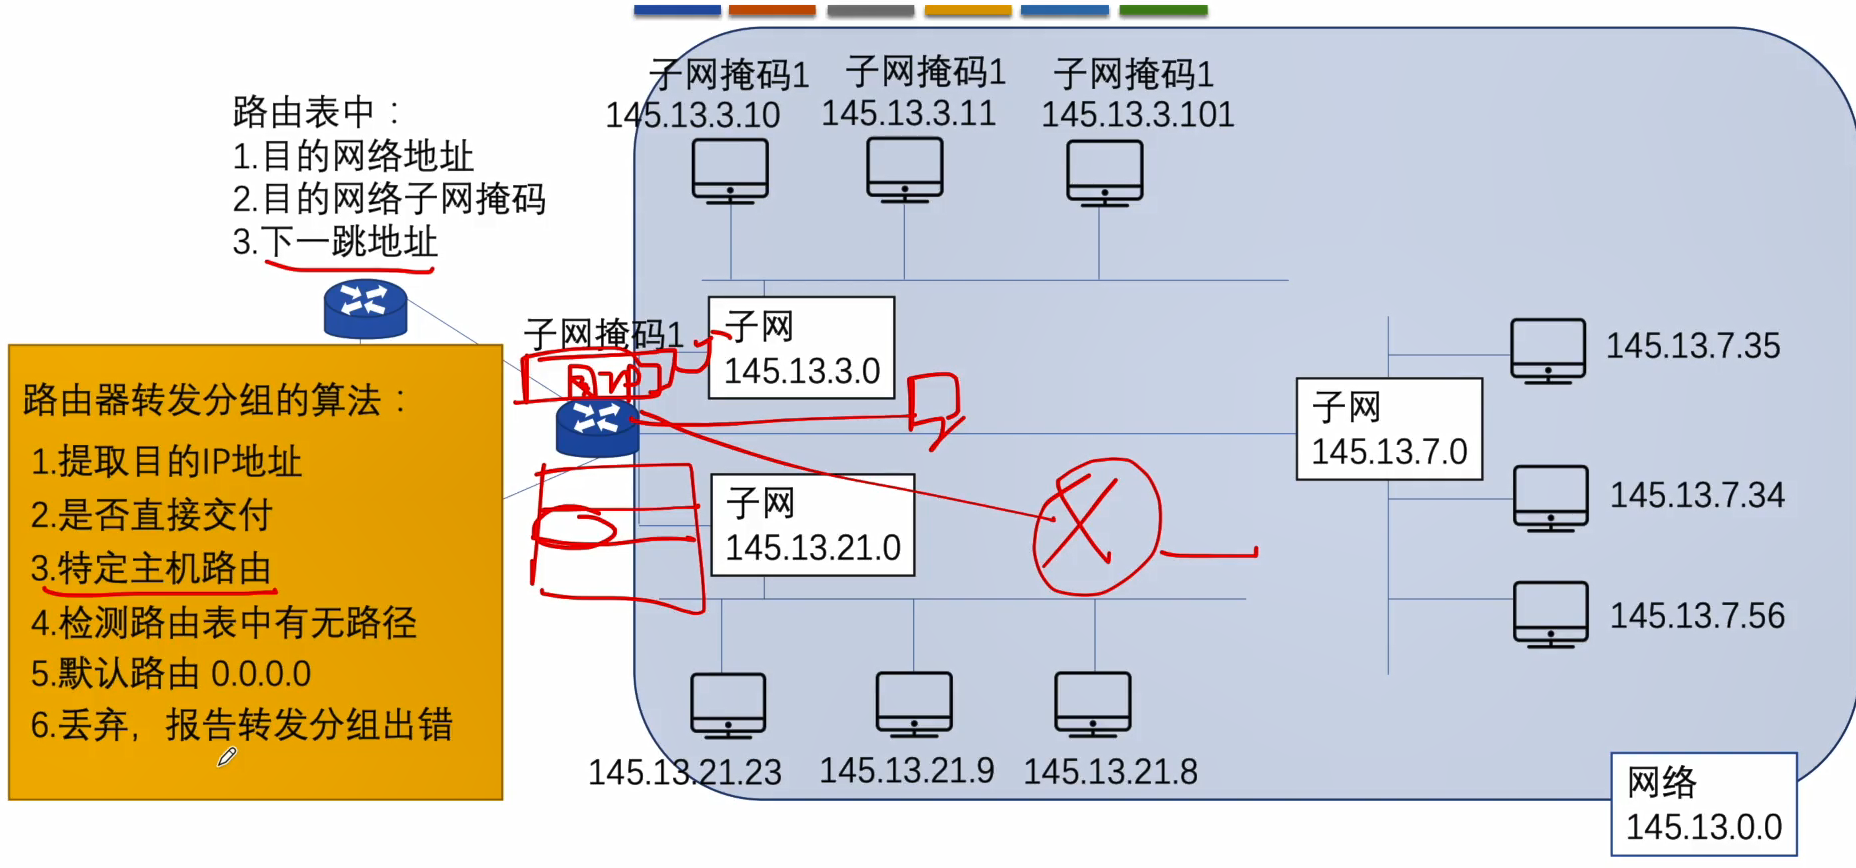 子网掩码1
子网掩码1
子网掩码1
145.13.3.10
145.13.3.11
145.13.3.101
路由表中：
1.目的网络地址
2.目的网络子网掩码
3.下一跳地址
子网掩码1
子网
145.13.3.0
145.13.7.35
路由器转发分组的算法：
1.提取目的IP地址
2.是否直接交付
3.特定主机路由
4.检测路由表中有无路径
5.默认路由 0.0.0.0
6.丢弃，报告转发分组出错
子网
145.13.7.0
子网
145.13.21.0
145.13.7.34
145.13.7.56
145.13.21.23
145.13.21.9
145.13.21.8
网络
145.13.0.0